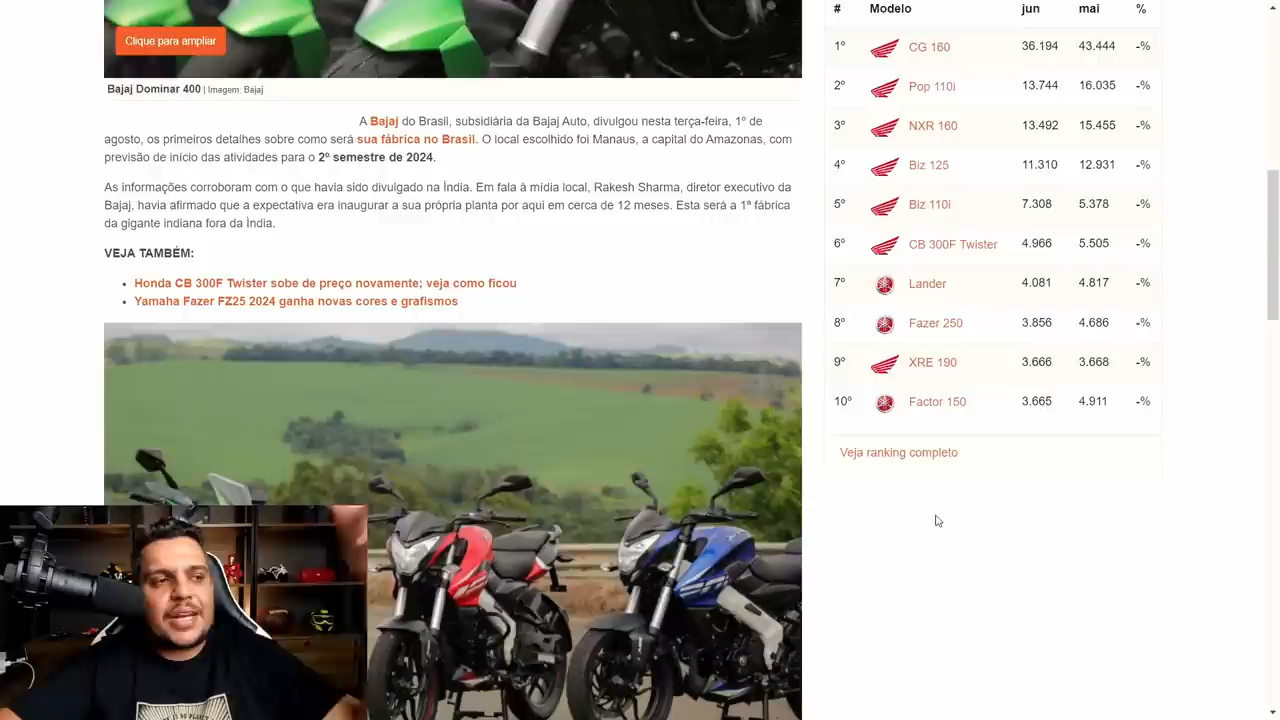 Clique para ampliar
Bajaj Dominar 400 | Imagem: Bajaj
A Bajaj do Brasil, subsidiária da Bajaj Auto, divulgou nesta terça-feira, 1º de
agosto, os primeiros detalhes sobre como será sua fábrica no Brasil. O local escolhido foi Manaus, a capital do Amazonas, com
previsão de início das atividades para o 2º semestre de 2024.
As informações corroboram com o que havia sido divulgado na Índia. Em fala à mídia local, Rakesh Sharma, diretor executivo da
Bajaj, havia afirmado que a expectativa era inaugurar a sua própria planta por aqui em cerca de 12 meses. Esta será a 1ª fábrica
da gigante indiana fora da Índia.
VEJA TAMBÉM:
• Honda CB 300F Twister sobe de preço novamente; veja como ficou
• Yamaha Fazer FZ25 2024 ganha novas cores e grafismos
# Modelo jun mai %
1º CG 160 36.194 43.444 -%
2º Pop 110i 13.744 16.035 -%
3º NXR 160 13.492 15.455 -%
4º Biz 125 11.310 12.931 -%
5º Biz 110i 7.308 5.378 -%
6º CB 300F Twister 4.966 5.505 -%
7º Lander 4.081 4.817 -%
8º Fazer 250 3.856 4.686 -%
9º XRE 190 3.666 3.668 -%
10º Factor 150 3.665 4.911 -%
Veja ranking completo